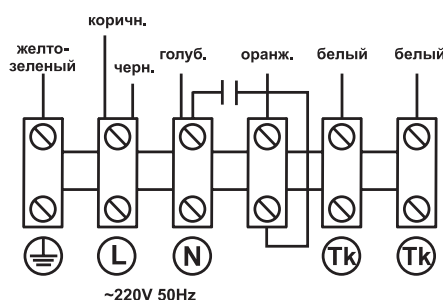 коричн.
желто-
зеленый
черн.
голуб.
оранж.
белый
белый
L
N
Tk
Tk
~220V 50Hz